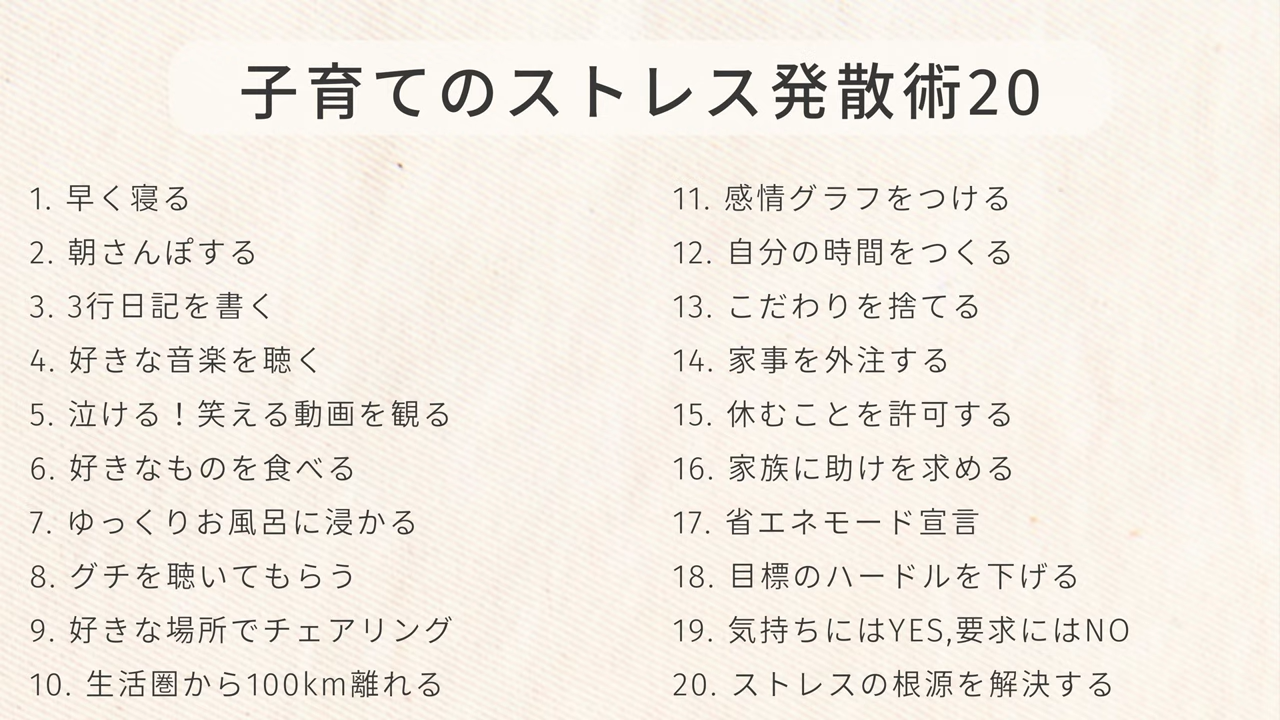 子育てのストレス発散術20
1. 早く寝る
2. 朝さんぽする
3. 3行日記を書く
4. 好きな音楽を聴く
5. 泣ける！笑える動画を観る
6. 好きなものを食べる
7. ゆっくりお風呂に浸かる
8. グチを聴いてもらう
9. 好きな場所でチェアリング
10. 生活圏から100km離れる
11. 感情グラフをつける
12. 自分の時間をつくる
13. こだわりを捨てる
14. 家事を外注する
15. 休むことを許可する
16. 家族に助けを求める
17. 省エネモード宣言
18. 目標のハードルを下げる
19. 気持ちにはYES,要求にはNO
20. ストレスの根源を解決する